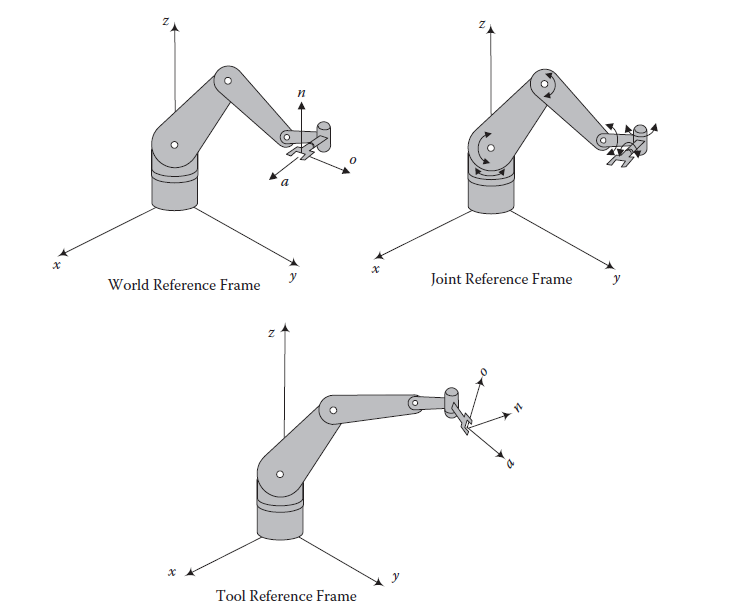 z
z
n
o
a
x
y
World Reference Frame
x
y
Joint Reference Frame
z
o
n
a
x
y
Tool Reference Frame